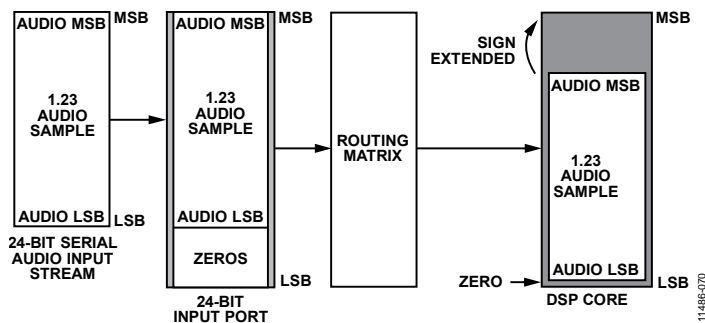 AUDIO MSB
MSB
1.23
AUDIO
SAMPLE
AUDIO LSB
LSB
24-BIT SERIAL
AUDIO INPUT
STREAM
AUDIO MSB
MSB
1.23
AUDIO
SAMPLE
AUDIO LSB
ZEROS
LSB
24-BIT
INPUT PORT
ROUTING
MATRIX
SIGN
EXTENDED
MSB
AUDIO MSB
1.23
AUDIO
SAMPLE
AUDIO LSB
ZERO
LSB
DSP CORE
11486-070